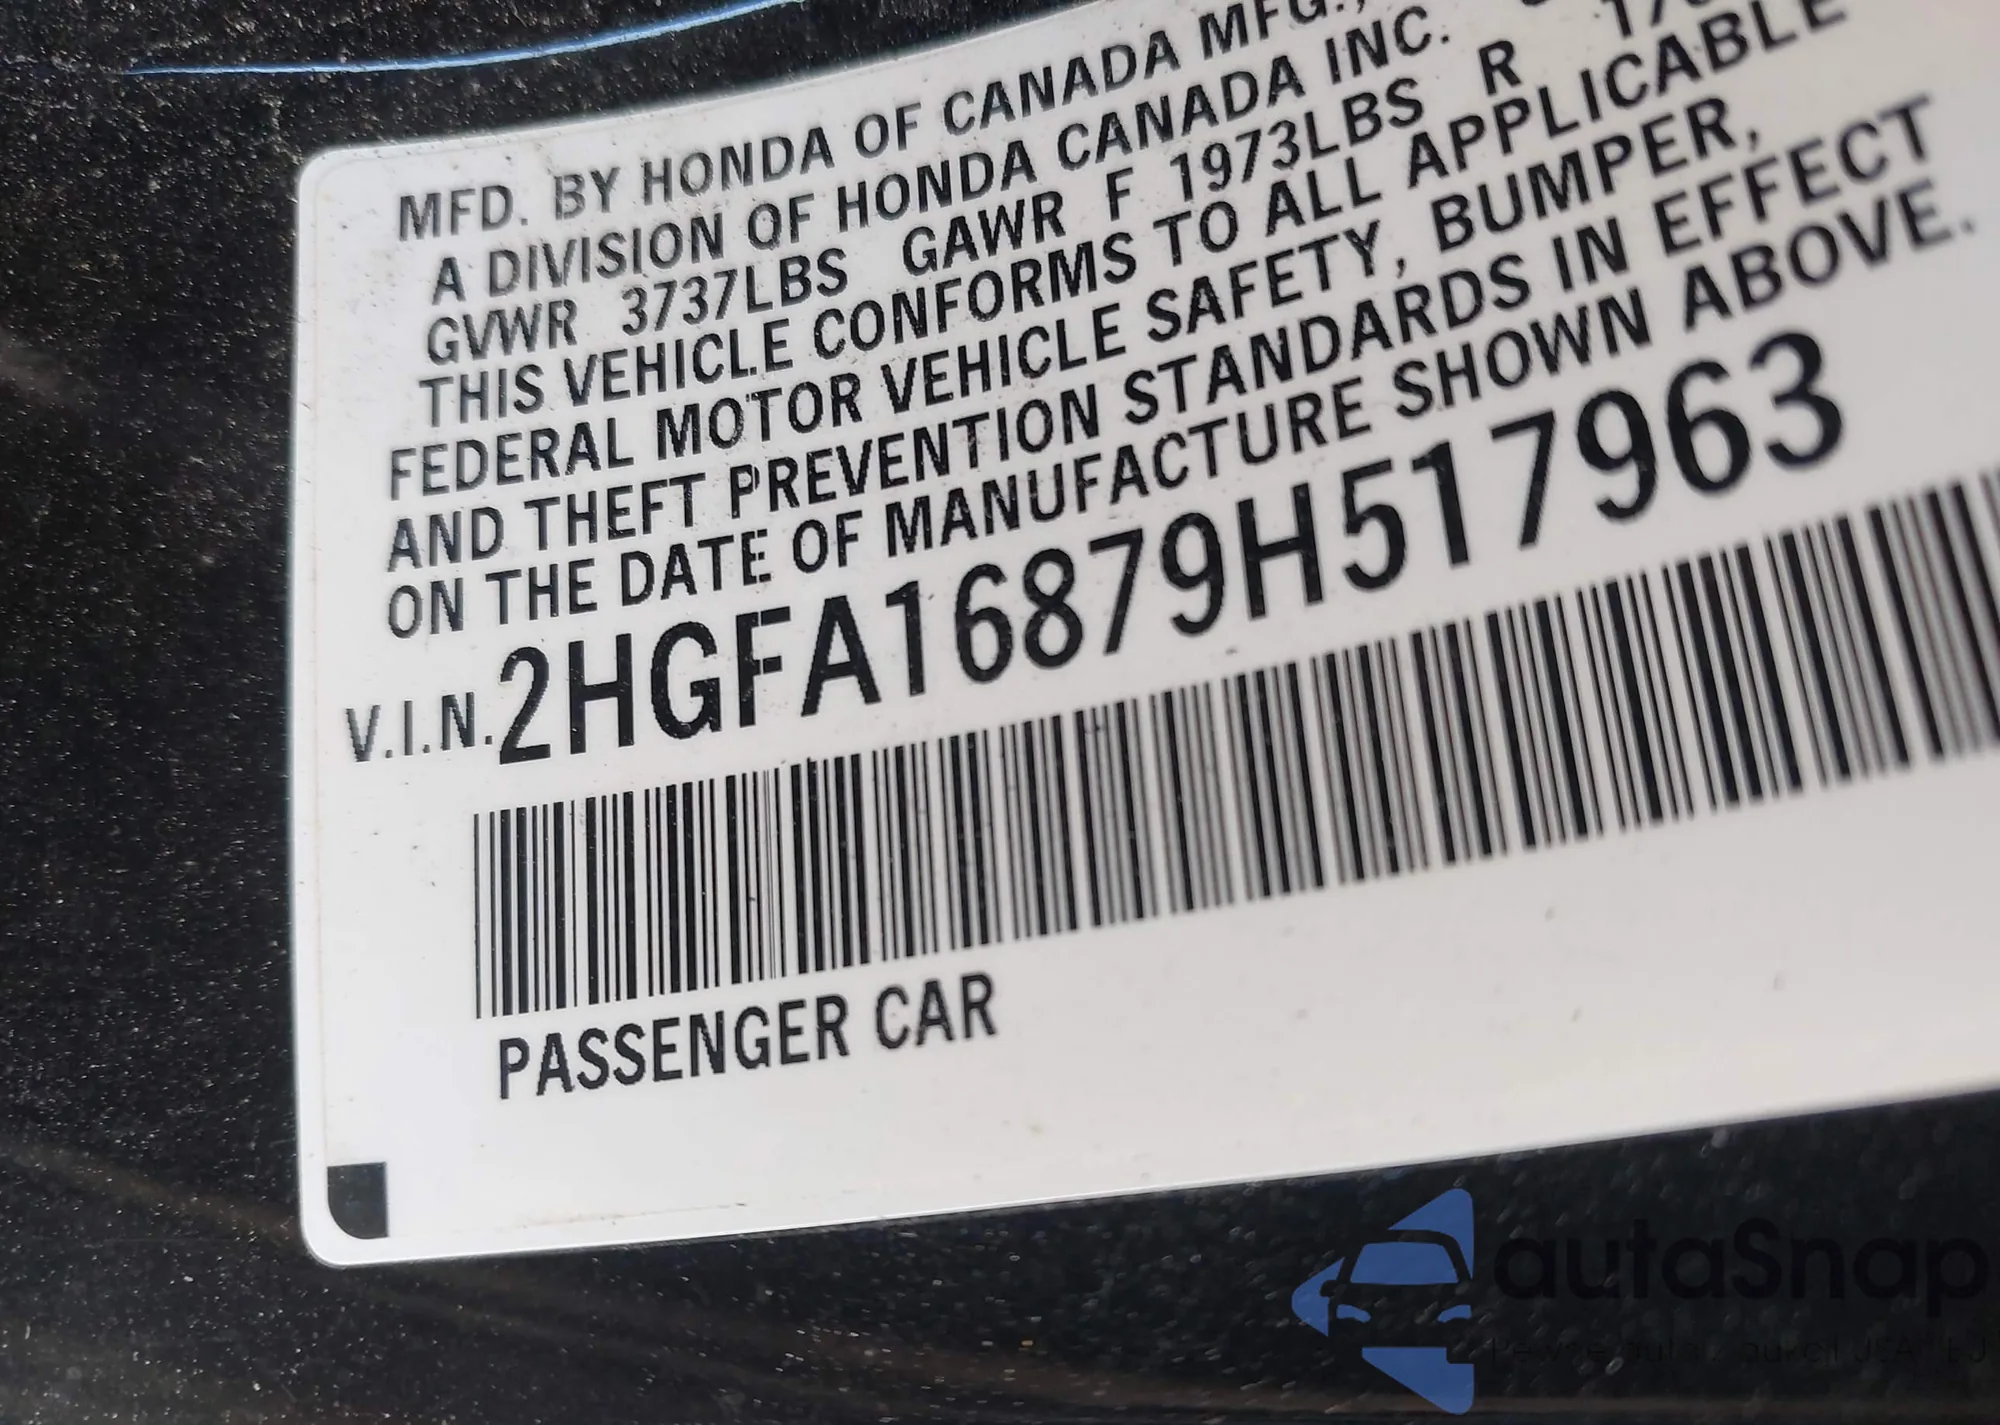 MFD. BY HONDA OF CANADA MFG.,
A DIVISION OF HONDA CANADA INC.
GVWR 3737LBS GAWR F 1973LBS R
THIS VEHICLE CONFORMS TO ALL APPLICABLE
FEDERAL MOTOR VEHICLE SAFETY, BUMPER,
AND THEFT PREVENTION STANDARDS IN EFFECT
ON THE DATE OF MANUFACTURE SHOWN ABOVE.
V.I.N. 2HGFA16879H517963
PASSENGER CAR
autaSnap